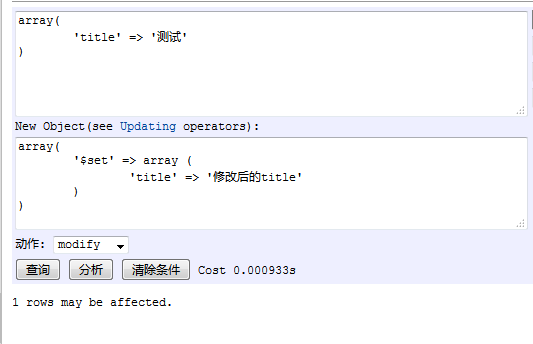 array(
'title' => '测试'
)
New Object(see Updating operators):
array(
'$set' => array (
'title' => '修改后的title'
)
)
动作: modify
查询 分析 清除条件 Cost 0.000933s
1 rows may be affected.